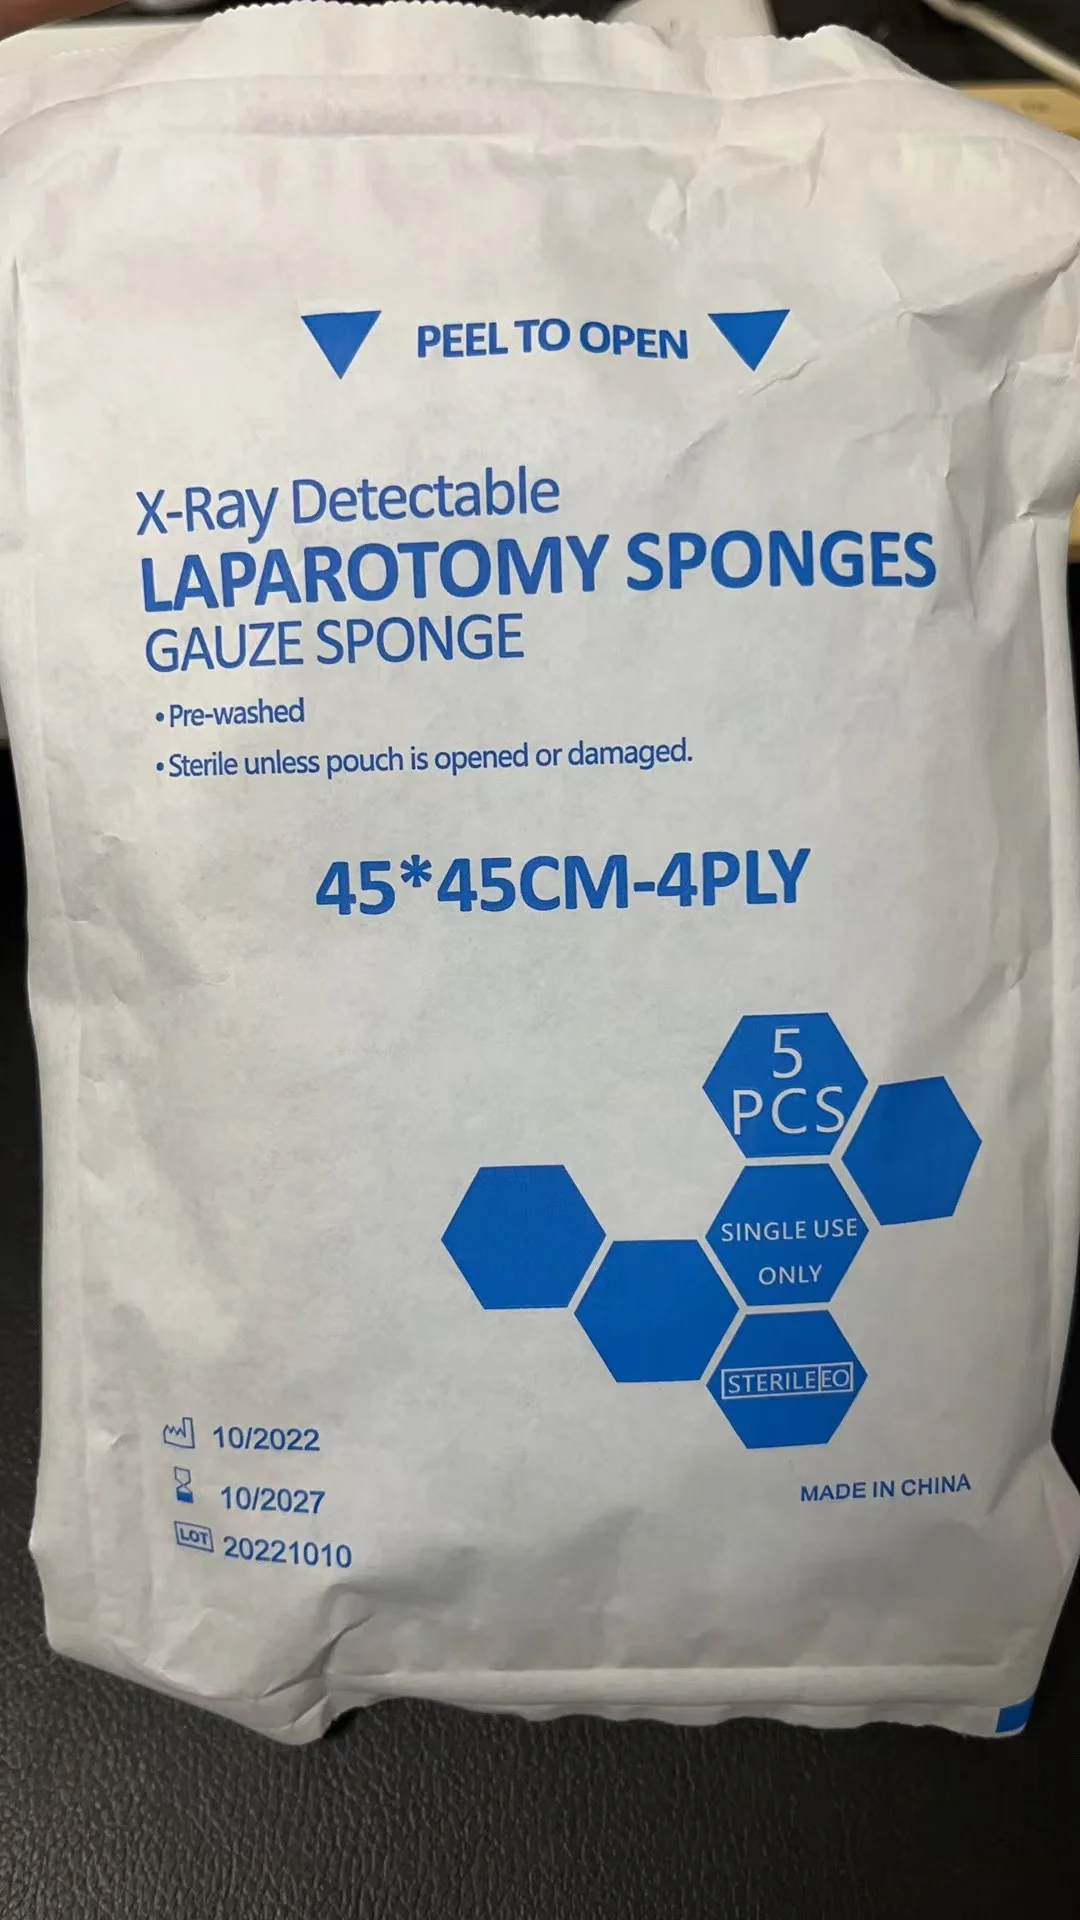 PEEL TO OPEN
X-Ray Detectable
LAPAROTOMY SPONGES
GAUZE SPONGE
• Pre-washed
• Sterile unless pouch is opened or damaged.
45*45CM-4PLY
5
PCS
SINGLE USE
ONLY
STERILE EO
10/2022
10/2027
LOT 20221010
MADE IN CHINA